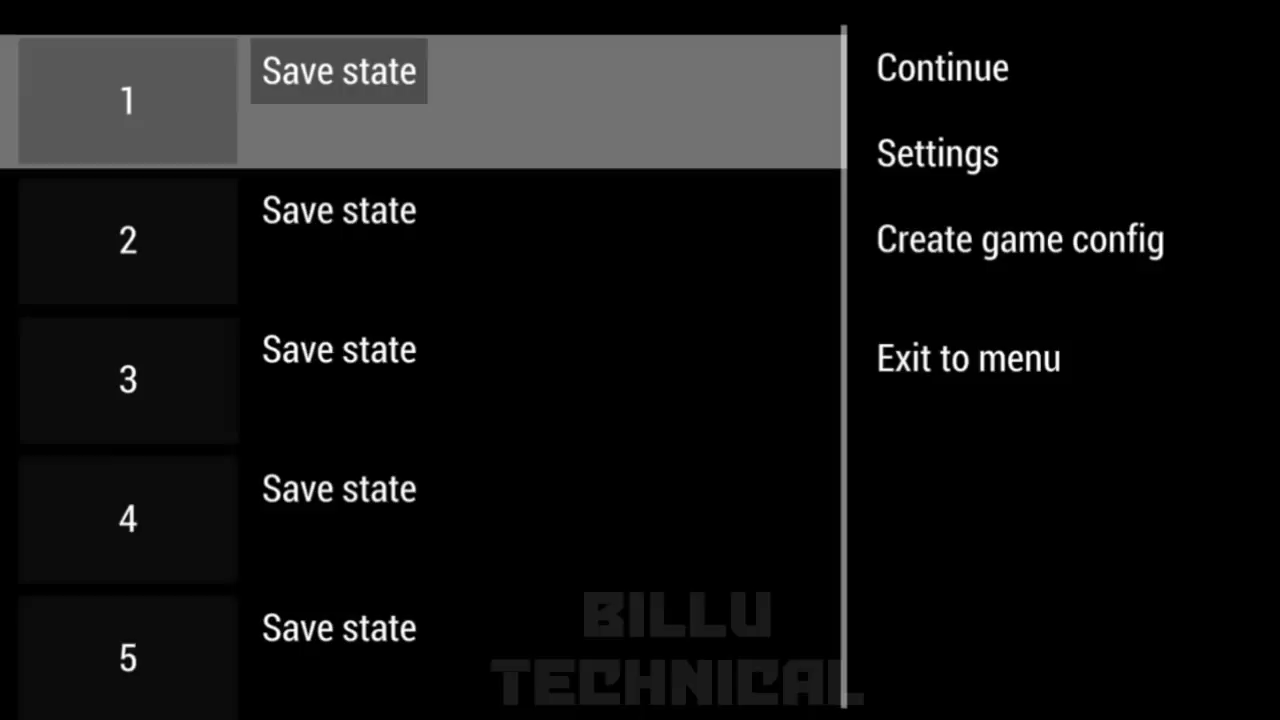 1
Save state
2
Save state
3
Save state
4
Save state
5
Save state
Continue
Settings
Create game config
Exit to menu
BILLU
TECHNICAL